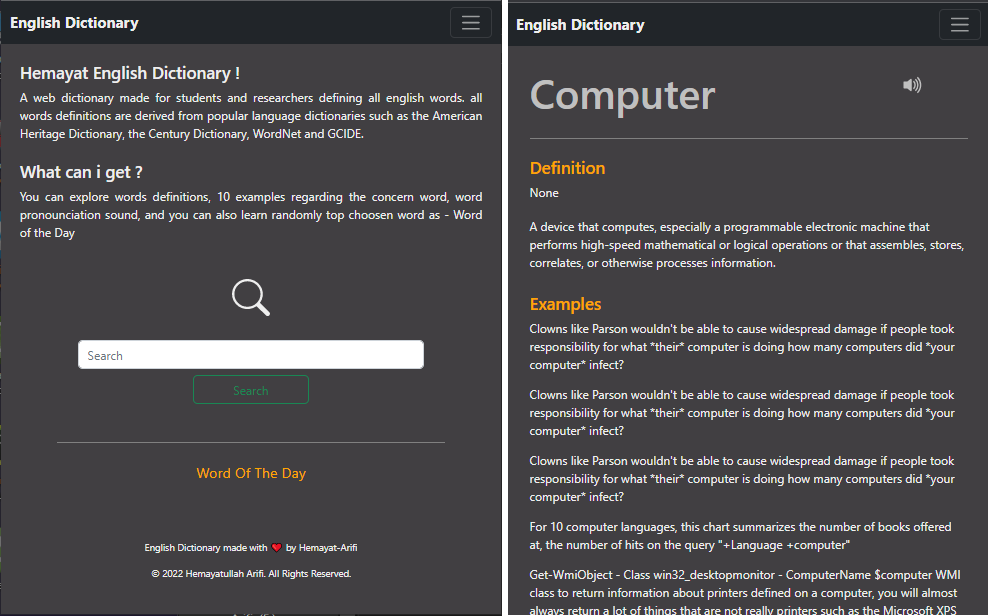 English Dictionary
Hemayat English Dictionary !
A web dictionary made for students and researchers defining all english words. all
words definitions are derived from popular language dictionaries such as the American
Heritage Dictionary, the Century Dictionary, WordNet and GCIDE.
What can i get ?
You can explore words definitions, 10 examples regarding the concern word, word
pronounciation sound, and you can also learn randomly top choosen word as - Word
of the Day
Search
Search
Word Of The Day
English Dictionary made with ❤ by Hemayat-Arifi
© 2022 Hemayatullah Arifi. All Rights Reserved.
English Dictionary
Computer
Definition
None
A device that computes, especially a programmable electronic machine that
performs high-speed mathematical or logical operations or that assembles, stores,
correlates, or otherwise processes information.
Examples
Clowns like Parson wouldn't be able to cause widespread damage if people took
responsibility for what *their* computer is doing how many computers did *your
computer* infect?
Clowns like Parson wouldn't be able to cause widespread damage if people took
responsibility for what *their* computer is doing how many computers did *your
computer* infect?
Clowns like Parson wouldn't be able to cause widespread damage if people took
responsibility for what *their* computer is doing how many computers did *your
computer* infect?
For 10 computer languages, this chart summarizes the number of books offered
at, the number of hits on the query "+Language +computer"
Get-WmiObject - Class win32_desktopmonitor - ComputerName $computer WMI
class to return information about printers defined on a computer, you will almost
always return a lot of things that are not really printers such as the Microsoft XPS